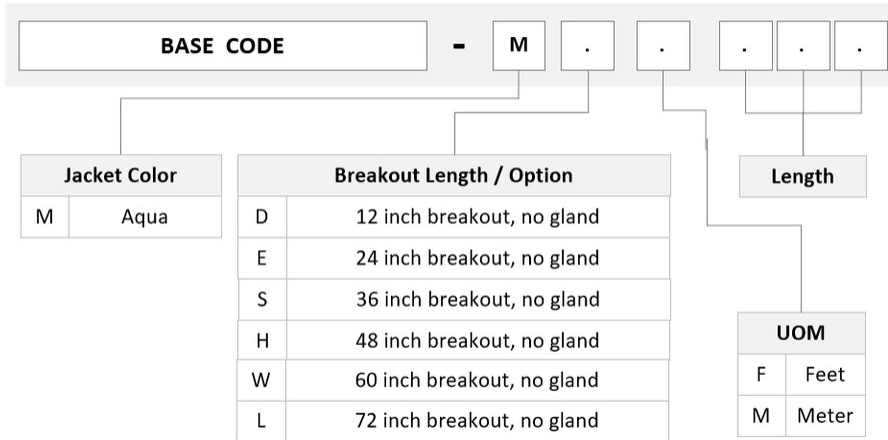 BASE CODE - M . . . . .
Jacket Color
M Aqua
Breakout Length / Option
D 12 inch breakout, no gland
E 24 inch breakout, no gland
S 36 inch breakout, no gland
H 48 inch breakout, no gland
W 60 inch breakout, no gland
L 72 inch breakout, no gland
Length
UOM
F Feet
M Meter